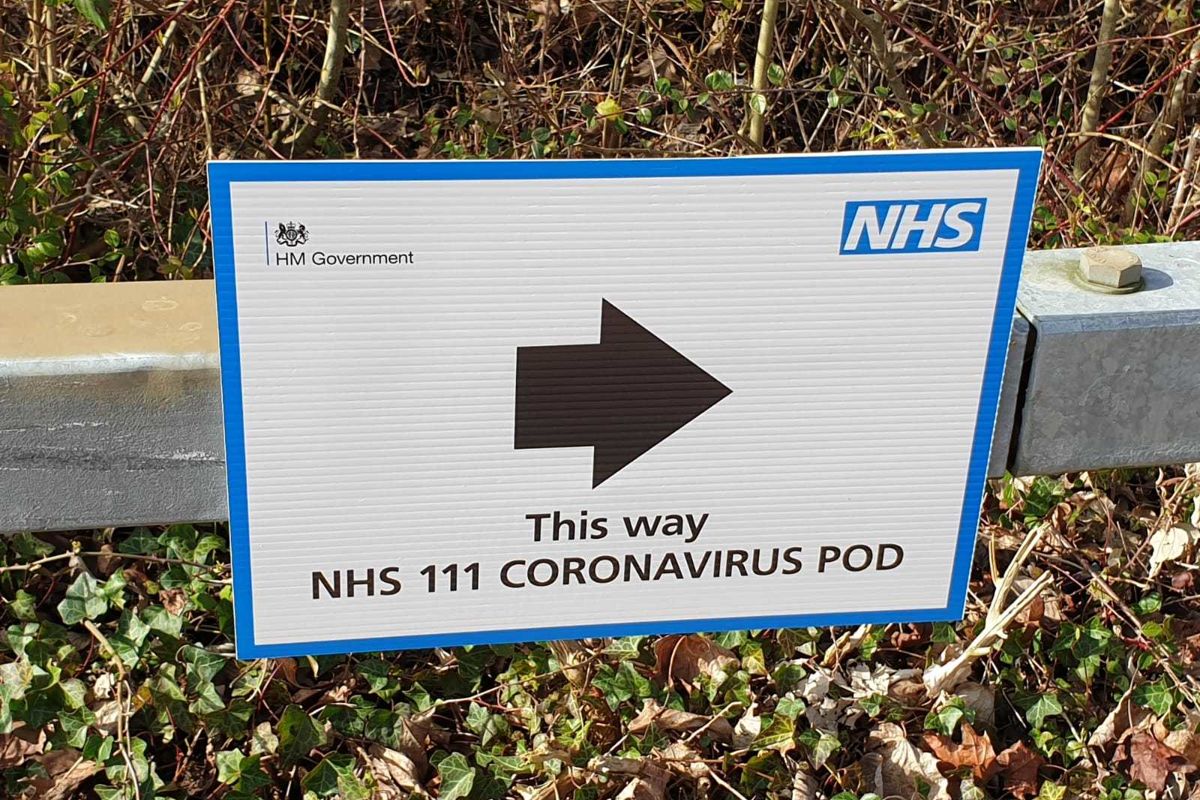 HM Government
NHS
This way
NHS 111 CORONAVIRUS POD